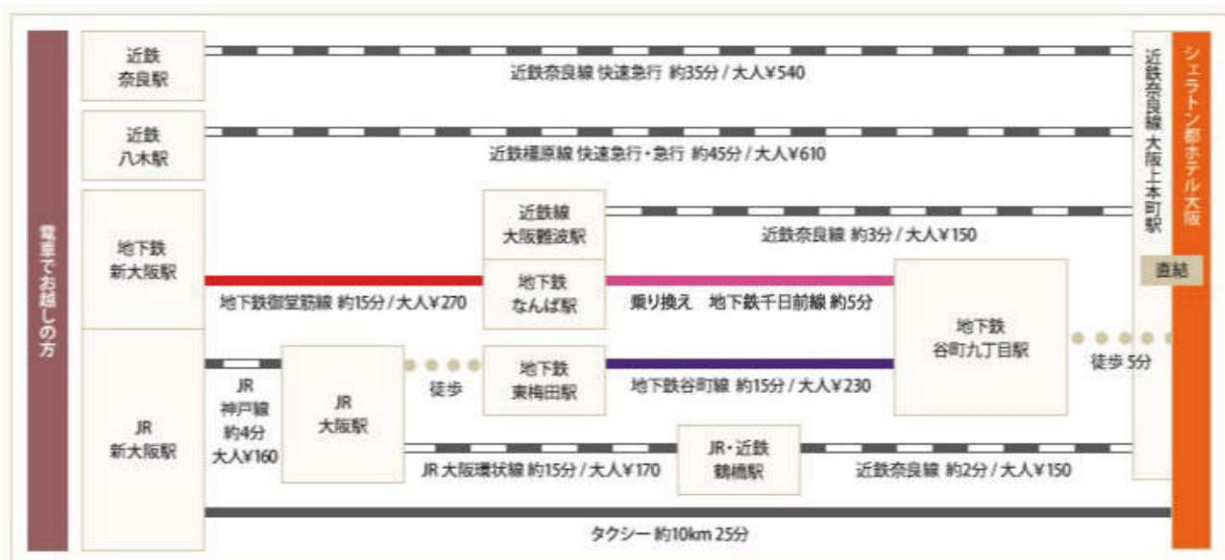 電車でお越しの方
近鉄
奈良駅
近鉄奈良線 快速急行 約35分 / 大人¥540
近鉄
八木駅
近鉄橿原線 快速急行・急行 約45分 / 大人¥610
地下鉄
新大阪駅
近鉄線
大阪難波駅
近鉄奈良線 約3分 / 大人¥150
地下鉄御堂筋線 約15分 / 大人¥270
地下鉄
なんば駅
乗り換え 地下鉄千日前線 約5分
地下鉄
谷町九丁目駅
徒歩 5分
JR
新大阪駅
JR
神戸線
約4分
大人¥160
JR
大阪駅
徒歩
地下鉄
東梅田駅
地下鉄谷町線 約15分 / 大人¥230
JR 大阪環状線 約15分 / 大人¥170
JR・近鉄
鶴橋駅
近鉄奈良線 約2分 / 大人¥150
タクシー 約10km 25分
近鉄奈良線 大阪上本町駅
直結
シェラトン都ホテル大阪